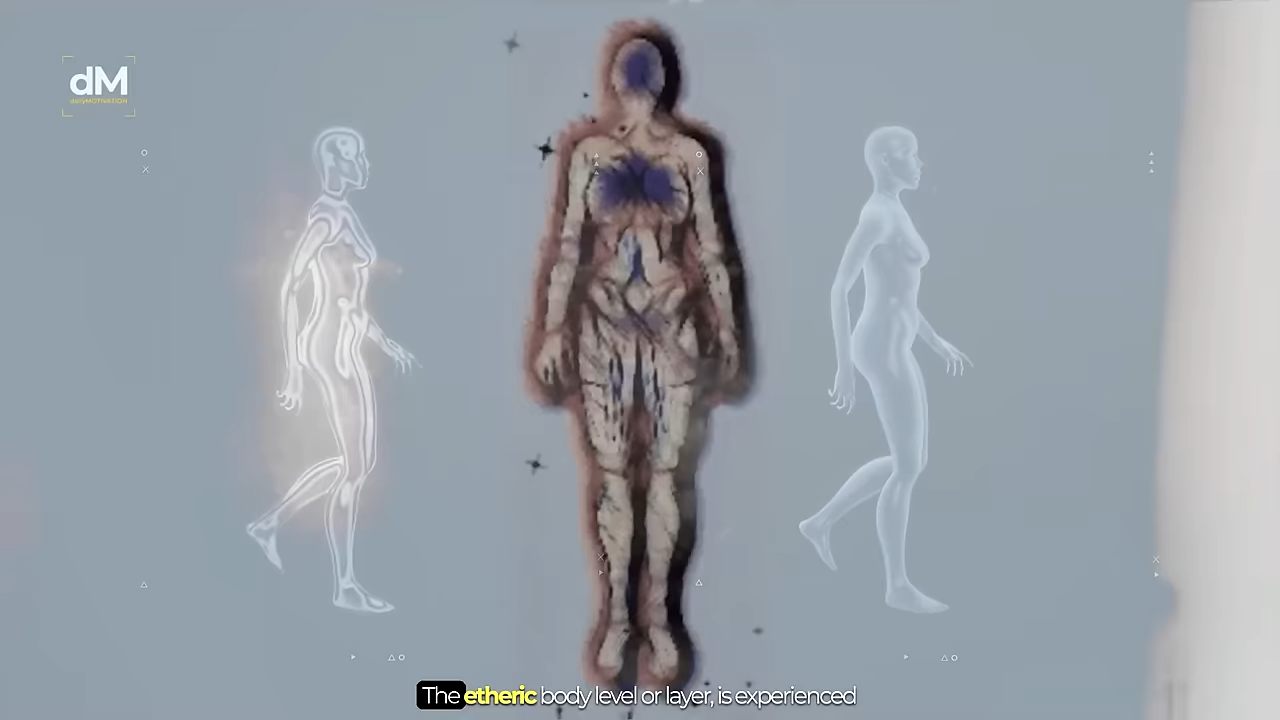 dM
dailyMOTIVATION
The etheric body level or layer, is experienced